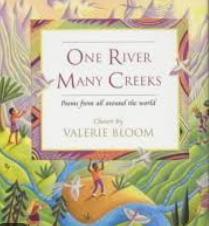 ONE RIVER
MANY CREEKS
Poems from all around the world
Chosen by
VALERIE BLOOM